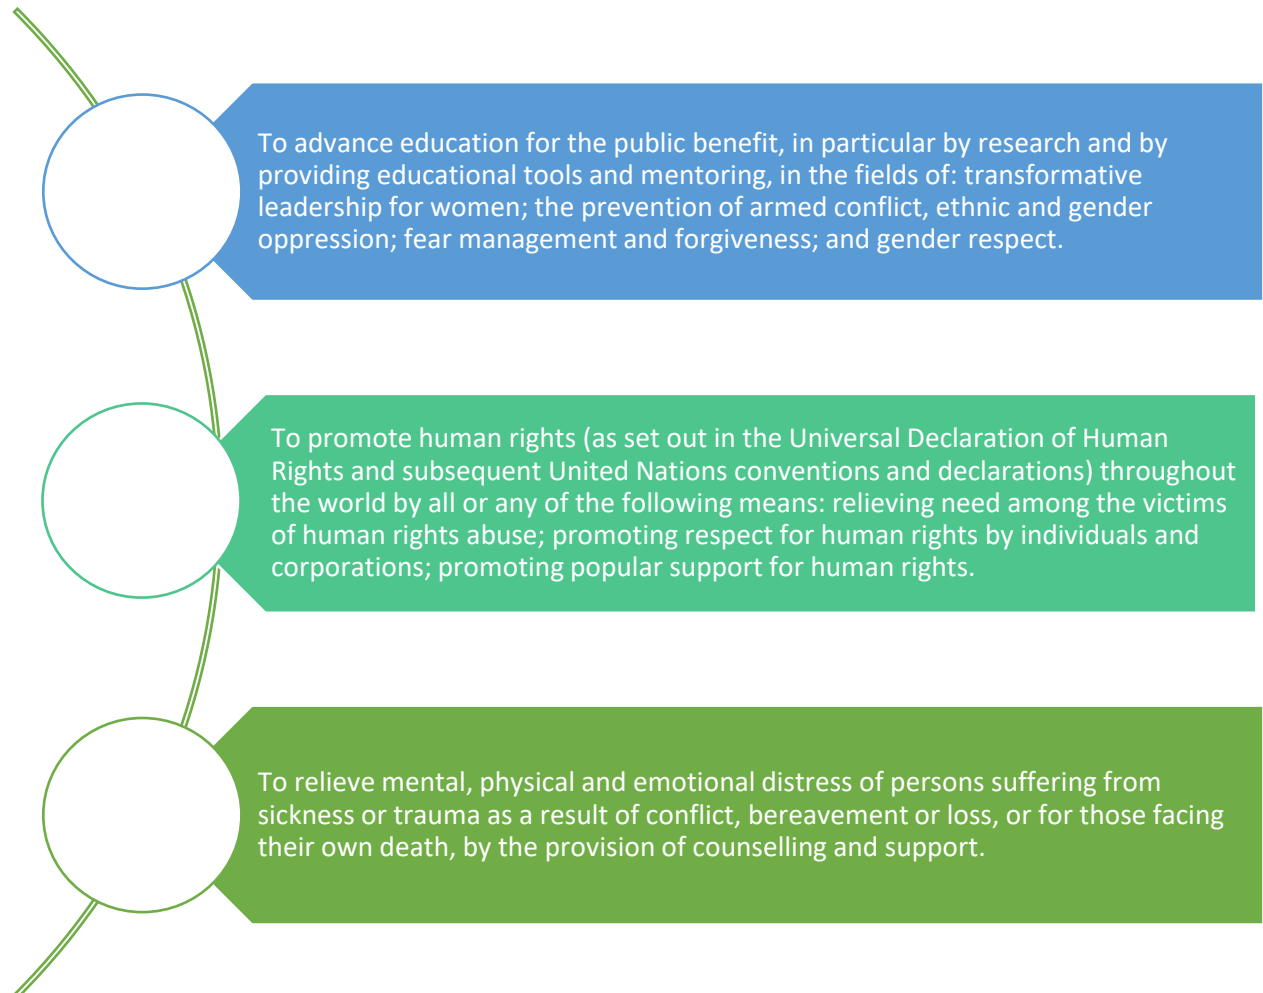 To advance education for the public benefit, in particular by research and by
providing educational tools and mentoring, in the fields of: transformative
leadership for women; the prevention of armed conflict, ethnic and gender
oppression; fear management and forgiveness; and gender respect.
To promote human rights (as set out in the Universal Declaration of Human
Rights and subsequent United Nations conventions and declarations) throughout
the world by all or any of the following means: relieving need among the victims
of human rights abuse; promoting respect for human rights by individuals and
corporations; promoting popular support for human rights.
To relieve mental, physical and emotional distress of persons suffering from
sickness or trauma as a result of conflict, bereavement or loss, or for those facing
their own death, by the provision of counselling and support.